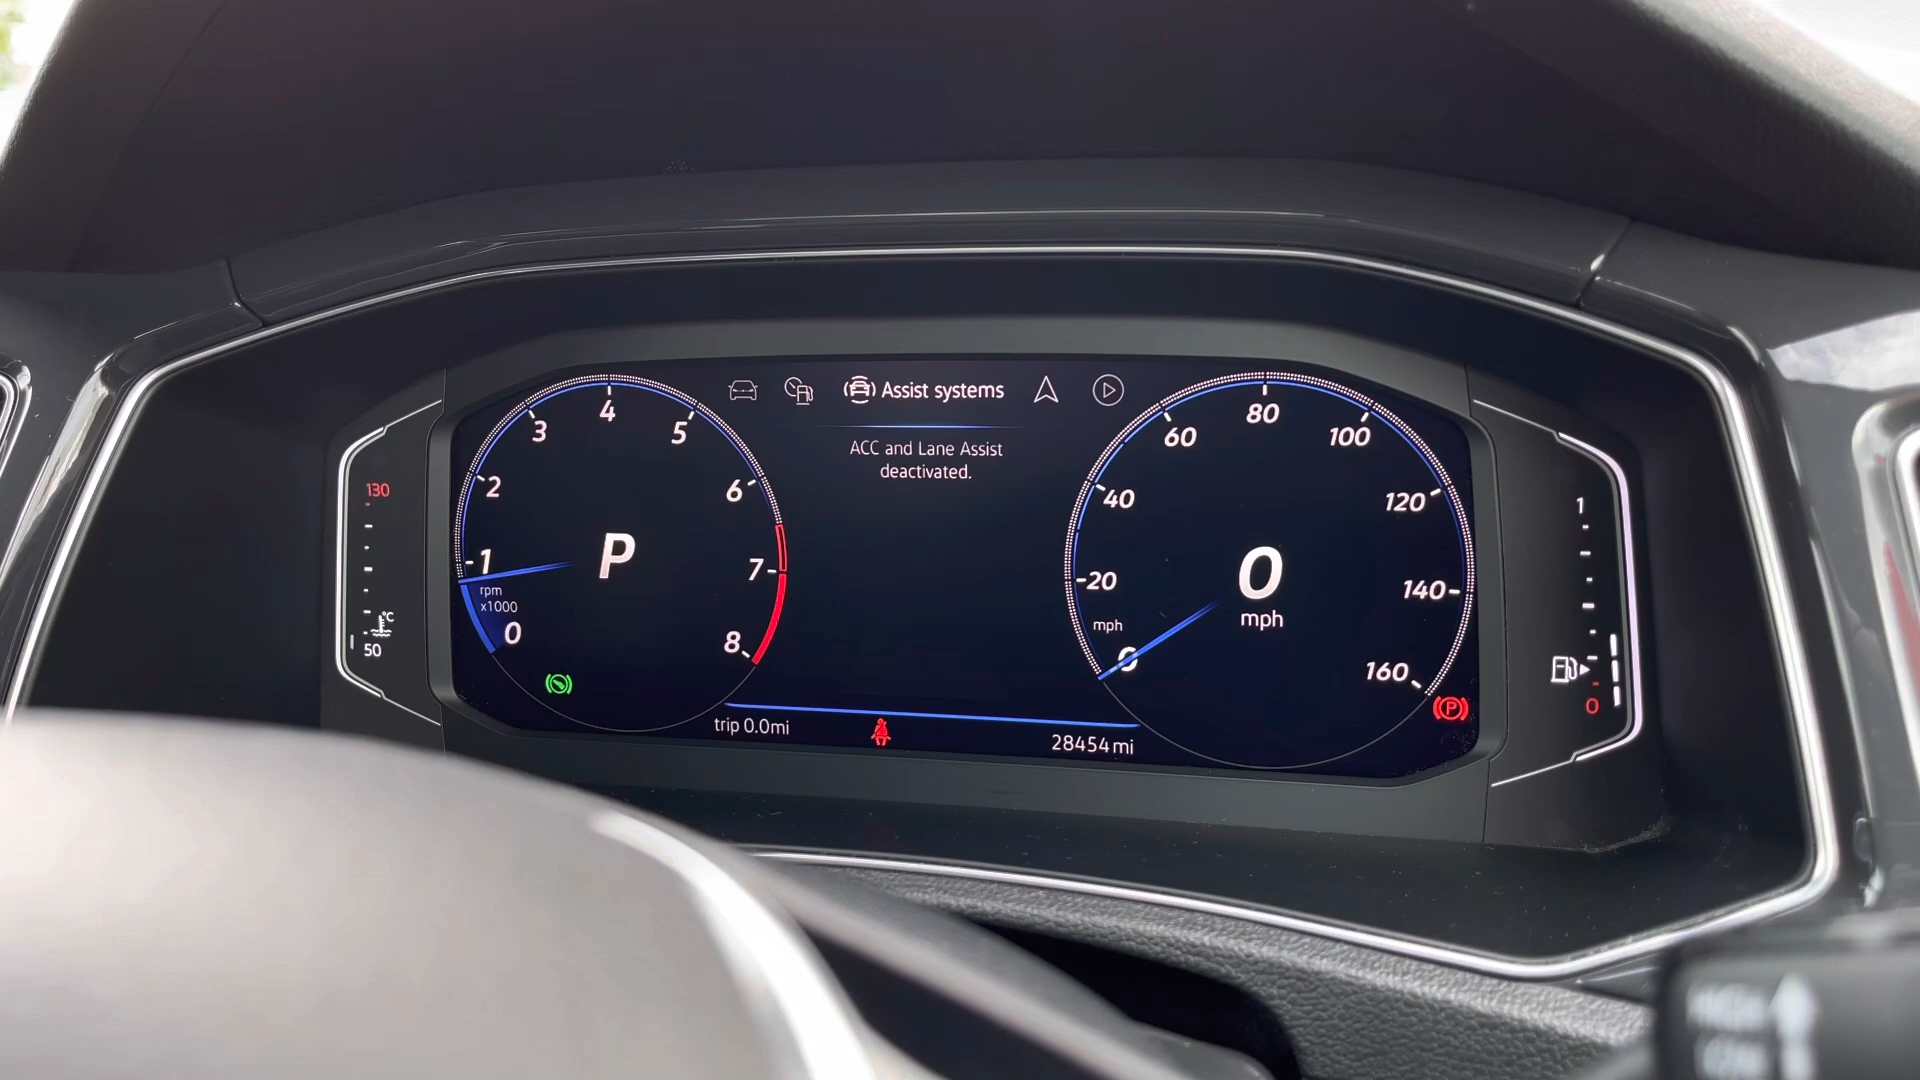 Assist systems
ACC and Lane Assist
deactivated.
130
°C
50
0
1
2
3
4
5
6
7
8
rpm
x1000
P
0
20
40
60
80
100
120
140
160
mph
0
mph
1
0
trip 0.0mi
28454 mi
P
HIGH